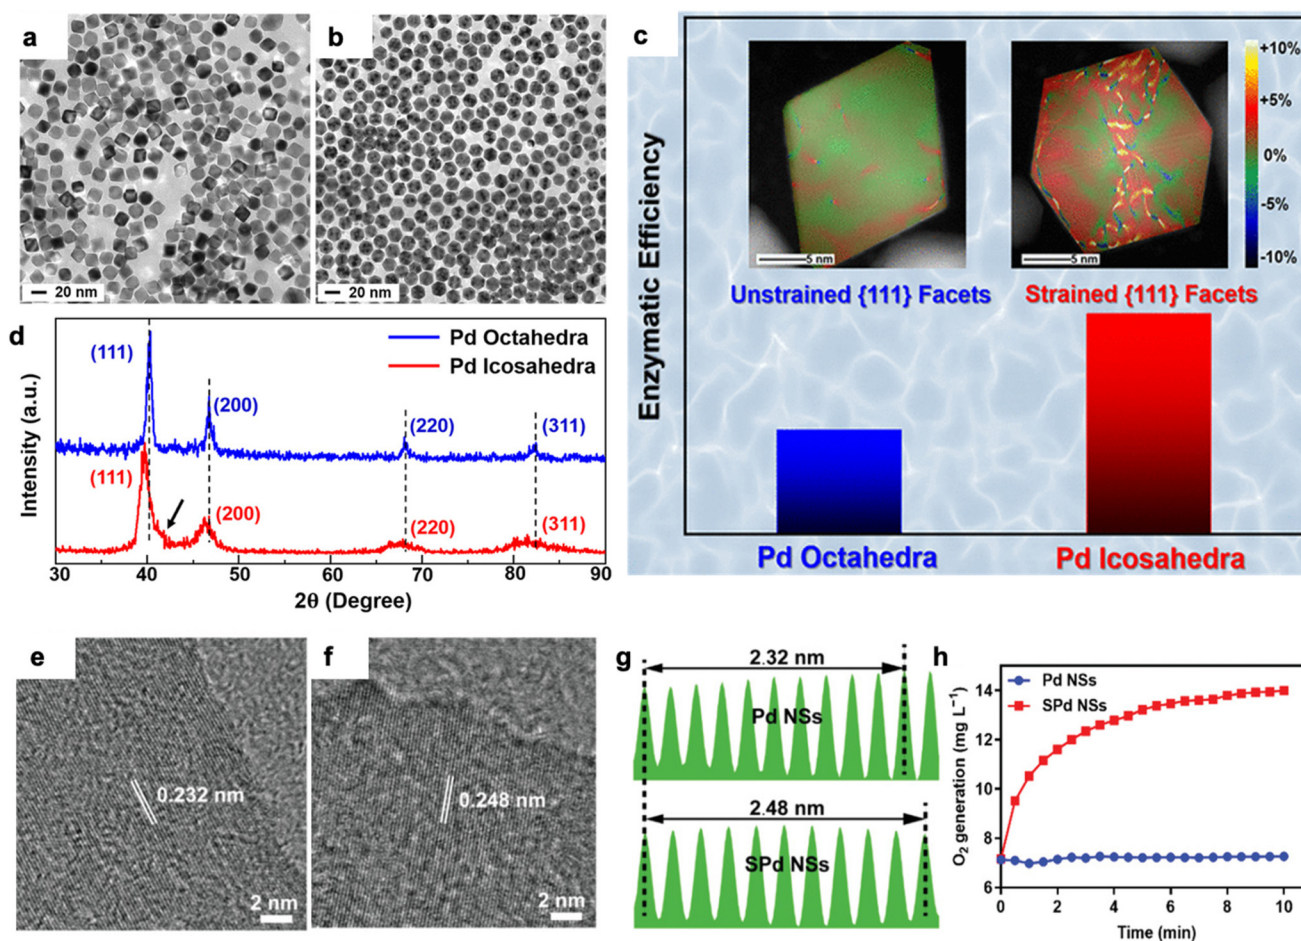 a
20 nm
b
20 nm
c
Enzymatic Efficiency
5 nm
5 nm
+10%
+5%
0%
-5%
-10%
Unstrained {111} Facets
Strained {111} Facets
Pd Octahedra
Pd Icosahedra
d
Intensity (a.u.)
Pd Octahedra
Pd Icosahedra
(111)
(200)
(220)
(311)
(111)
(200)
(220)
(311)
30
40
50
60
70
80
90
2θ (Degree)
e
0.232 nm
2 nm
f
0.248 nm
2 nm
g
2.32 nm
Pd NSs
2.48 nm
SPd NSs
h
Pd NSs
SPd NSs
O₂ generation (mg L⁻¹)
14
12
10
8
6
0
2
4
6
8
10
Time (min)